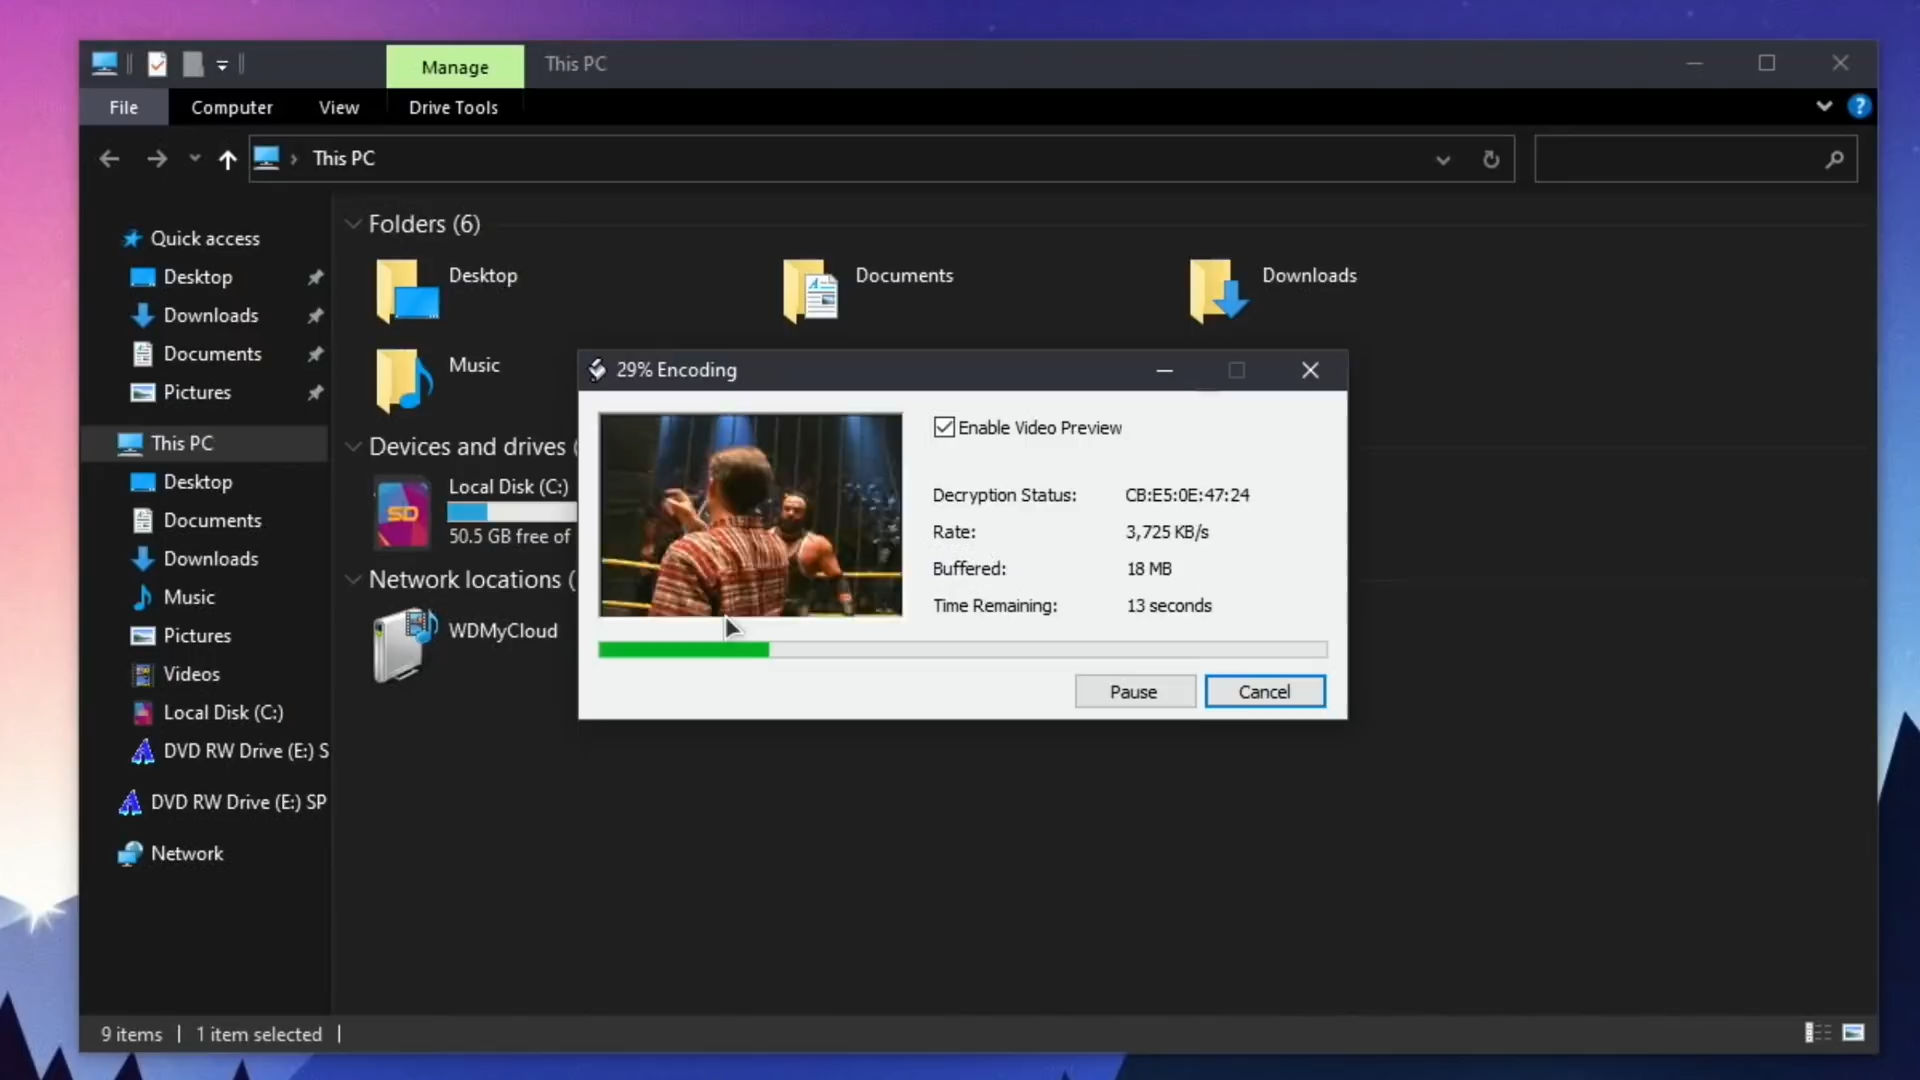 Manage
This PC
File
Computer
View
Drive Tools
?
This PC
Quick access
Desktop
Downloads
Documents
Pictures
This PC
Desktop
Documents
Downloads
Music
Pictures
Videos
Local Disk (C:)
DVD RW Drive (E:) S
DVD RW Drive (E:) SP
Network
Folders (6)
Desktop
Documents
Downloads
Music
Devices and drives (
SD
Local Disk (C:)
50.5 GB free of
Network locations (
WDMyCloud
29% Encoding
Enable Video Preview
Decryption Status: CB:E5:0E:47:24
Rate: 3,725 KB/s
Buffered: 18 MB
Time Remaining: 13 seconds
Pause
Cancel
9 items
1 item selected